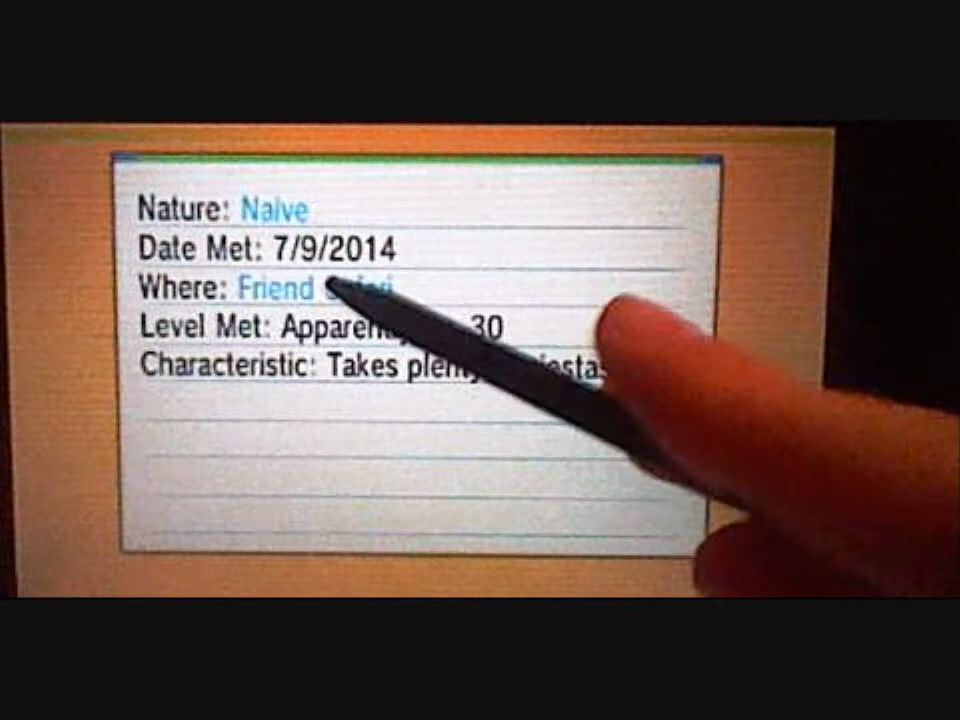 Nature: Naive
Date Met: 7/9/2014
Where: Friend
Level Met: 30
Characteristic: Takes